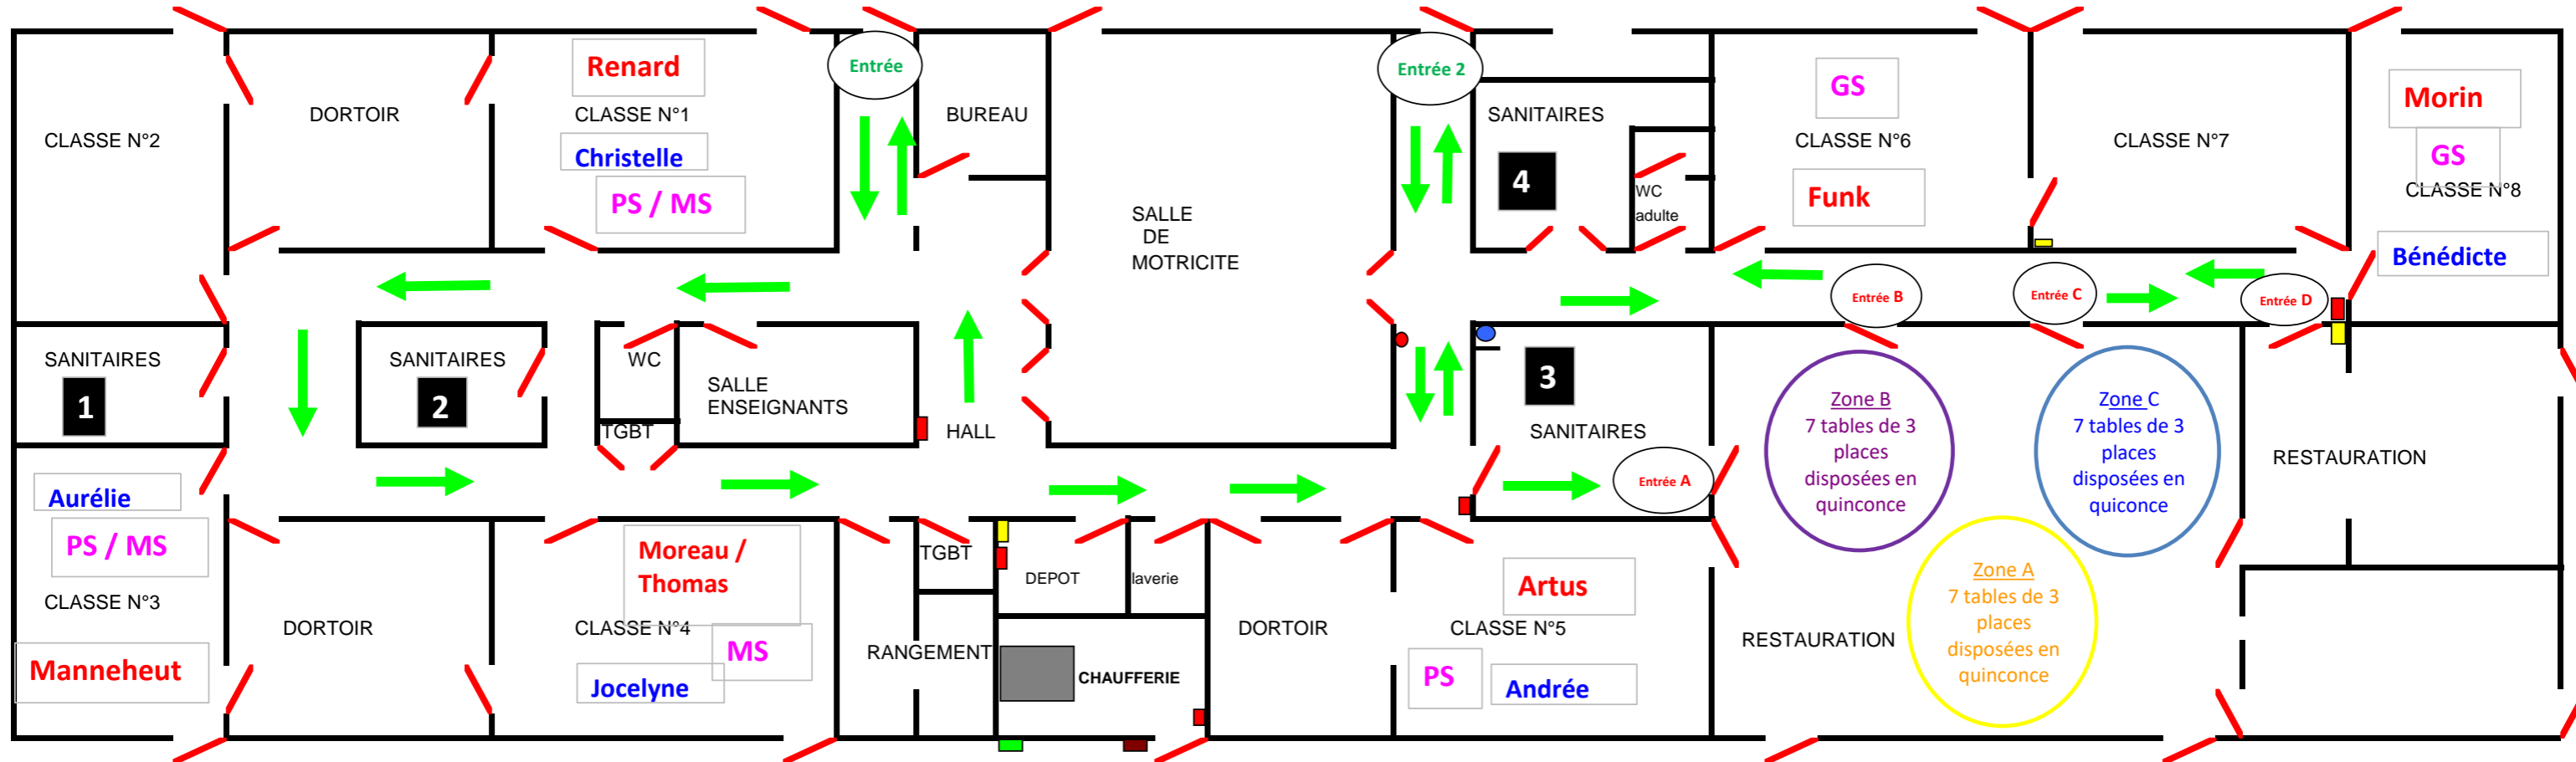 Entrée
Entrée 2
Renard
DORTOIR
CLASSE N°1
BUREAU
SANITAIRES
GS
Morin
CLASSE N°2
Christelle
CLASSE N°6
CLASSE N°7
GS
PS / MS
4
WC
adulte
Funk
CLASSE N°8
SALLE
DE
MOTRICITE
Bénédicte
Entrée B
Entrée C
Entrée D
SANITAIRES
1
SANITAIRES
2
WC
SALLE
ENSEIGNANTS
TGBT
HALL
3
SANITAIRES
Entrée A
Zone B
7 tables de 3
places
disposées en
quinconce
Zone C
7 tables de 3
places
disposées en
quiconce
RESTAURATION
Aurélie
PS / MS
CLASSE N°3
Manneheut
DORTOIR
Moreau /
Thomas
CLASSE N°4
MS
Jocelyne
TGBT
RANGEMENT
DEPOT
laverie
CHAUFFERIE
DORTOIR
Artus
CLASSE N°5
PS
Andrée
RESTAURATION
Zone A
7 tables de 3
places
disposées en
quinconce